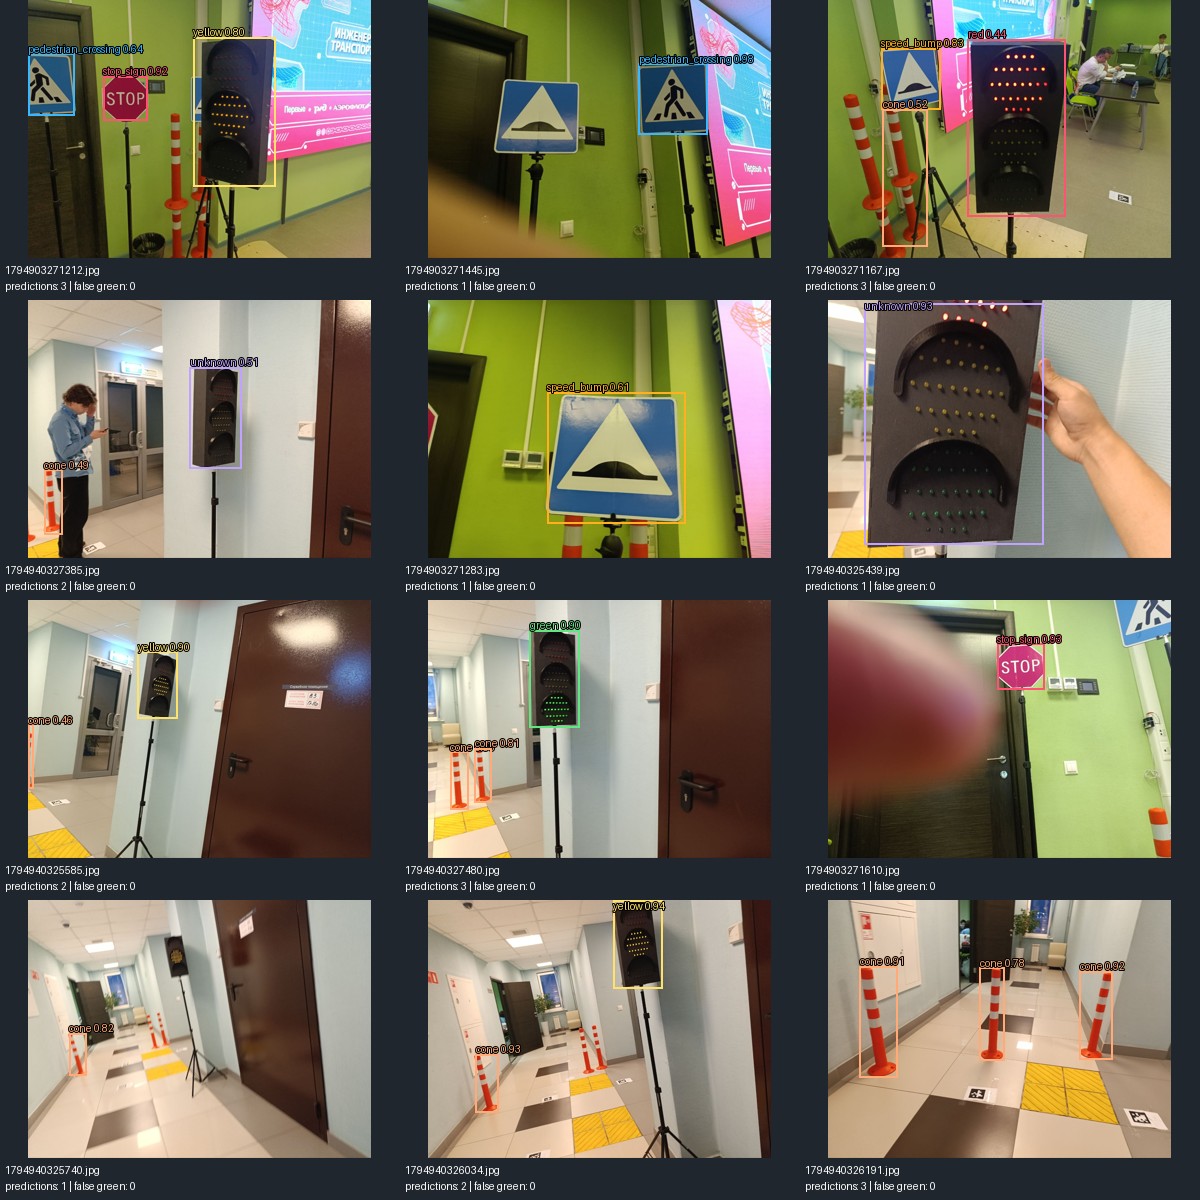 pedestrian_crossing 0.64
stop_sign 0.92
yellow 0.80
STOP
ИНЖЕНЕ
ТРАНСПОР
1794903271212.jpg
predictions: 3 | false green: 0
pedestrian_crossing 0.98
1794903271445.jpg
predictions: 1 | false green: 0
speed_bump 0.83
red 0.44
cone 0.52
ТРАНСПОРТИ
1794903271167.jpg
predictions: 3 | false green: 0
unknown 0.51
cone 0.49
1794940327385.jpg
predictions: 2 | false green: 0
speed_bump 0.61
1794903271283.jpg
predictions: 1 | false green: 0
unknown 0.93
1794940325439.jpg
predictions: 1 | false green: 0
yellow 0.90
cone 0.46
1794940325585.jpg
predictions: 2 | false green: 0
green 0.90
cone
cone 0.81
1794940327480.jpg
predictions: 3 | false green: 0
stop_sign 0.93
STOP
1794903271610.jpg
predictions: 1 | false green: 0
cone 0.82
1794940325740.jpg
predictions: 1 | false green: 0
yellow 0.94
cone 0.93
1794940326034.jpg
predictions: 2 | false green: 0
cone 0.91
cone 0.78
cone 0.92
1794940326191.jpg
predictions: 3 | false green: 0